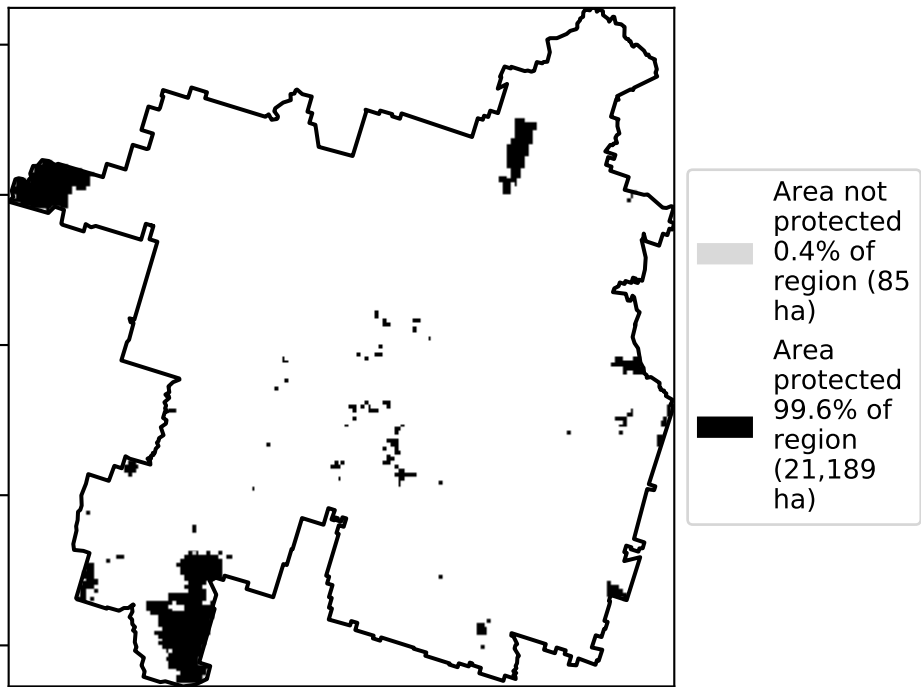 Area not
protected
0.4% of
region (85
ha)
Area
protected
99.6% of
region
(21,189
ha)